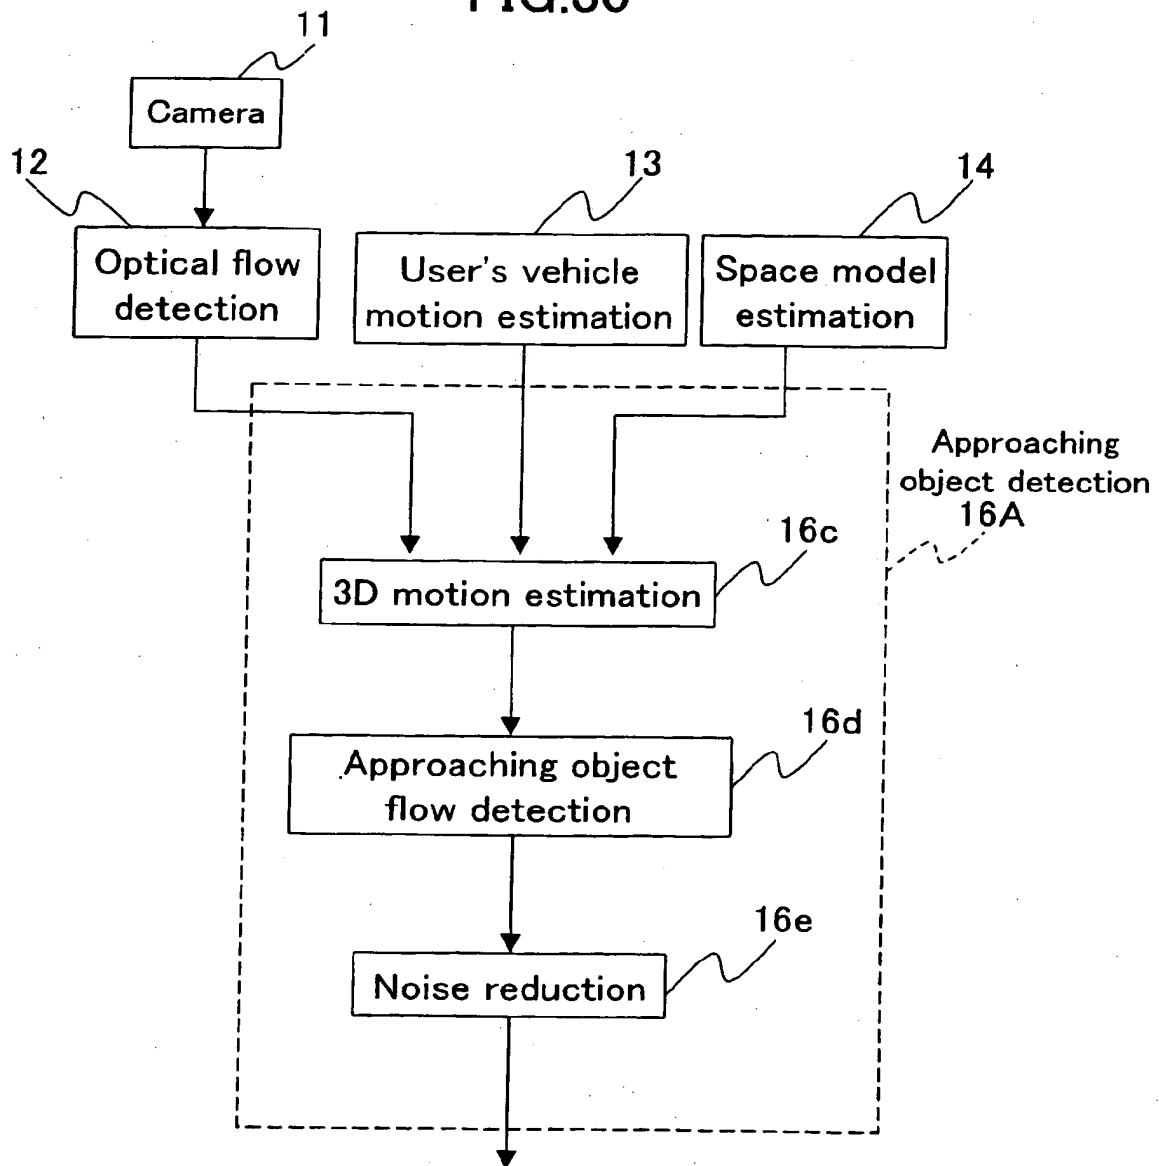 11
Camera
12
13
14
Optical flow
detection
User's vehicle
motion estimation
Space model
estimation
Approaching
object detection
16A
16c
3D motion estimation
16d
Approaching object
flow detection
16e
Noise reduction